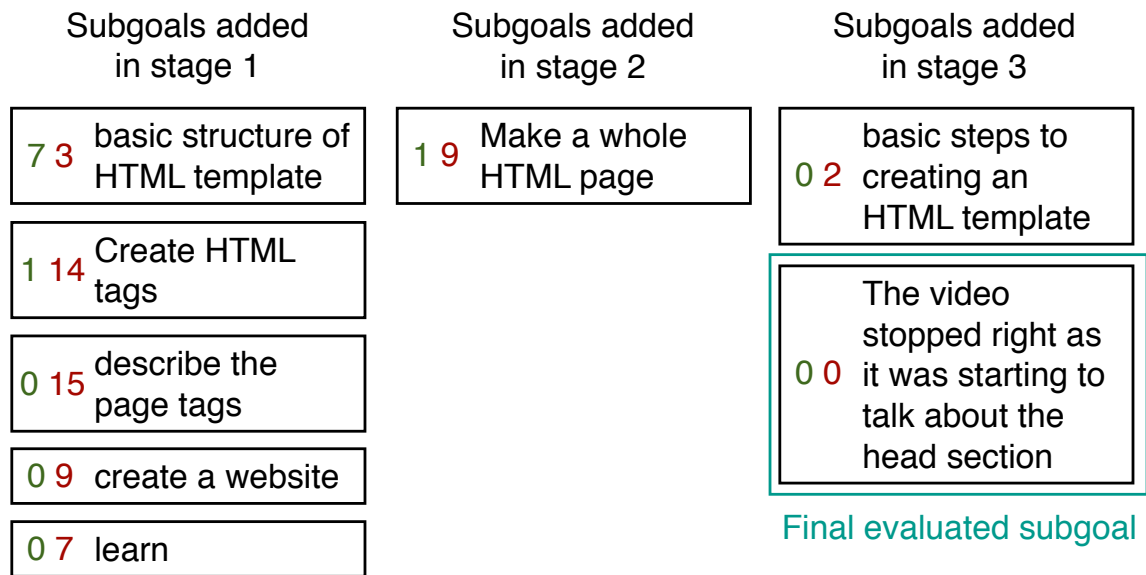 Subgoals added
in stage 1
7 3 basic structure of
HTML template
1 14 Create HTML
tags
0 15 describe the
page tags
0 9 create a website
0 7 learn
Subgoals added
in stage 2
1 9 Make a whole
HTML page
Subgoals added
in stage 3
0 2 basic steps to
creating an
HTML template
0 0 The video
stopped right as
it was starting to
talk about the
head section
Final evaluated subgoal